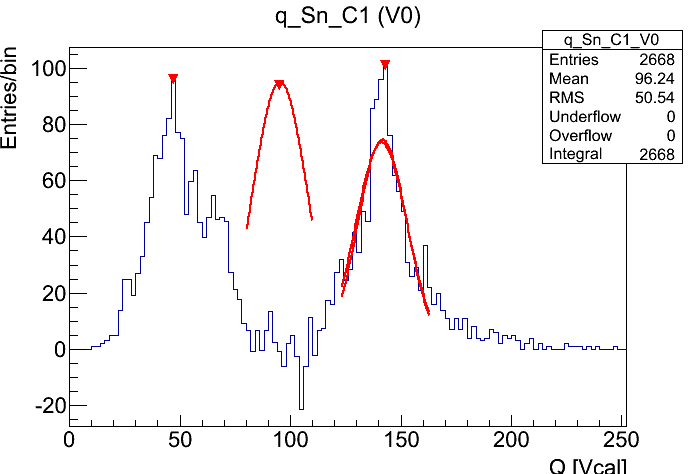 q_Sn_C1 (V0)
q_Sn_C1_V0
Entries 2668
Mean 96.24
RMS 50.54
Underflow 0
Overflow 0
Integral 2668
Entries/bin
100
80
60
40
20
0
-20
0 50 100 150 200 250
Q [Vcal]